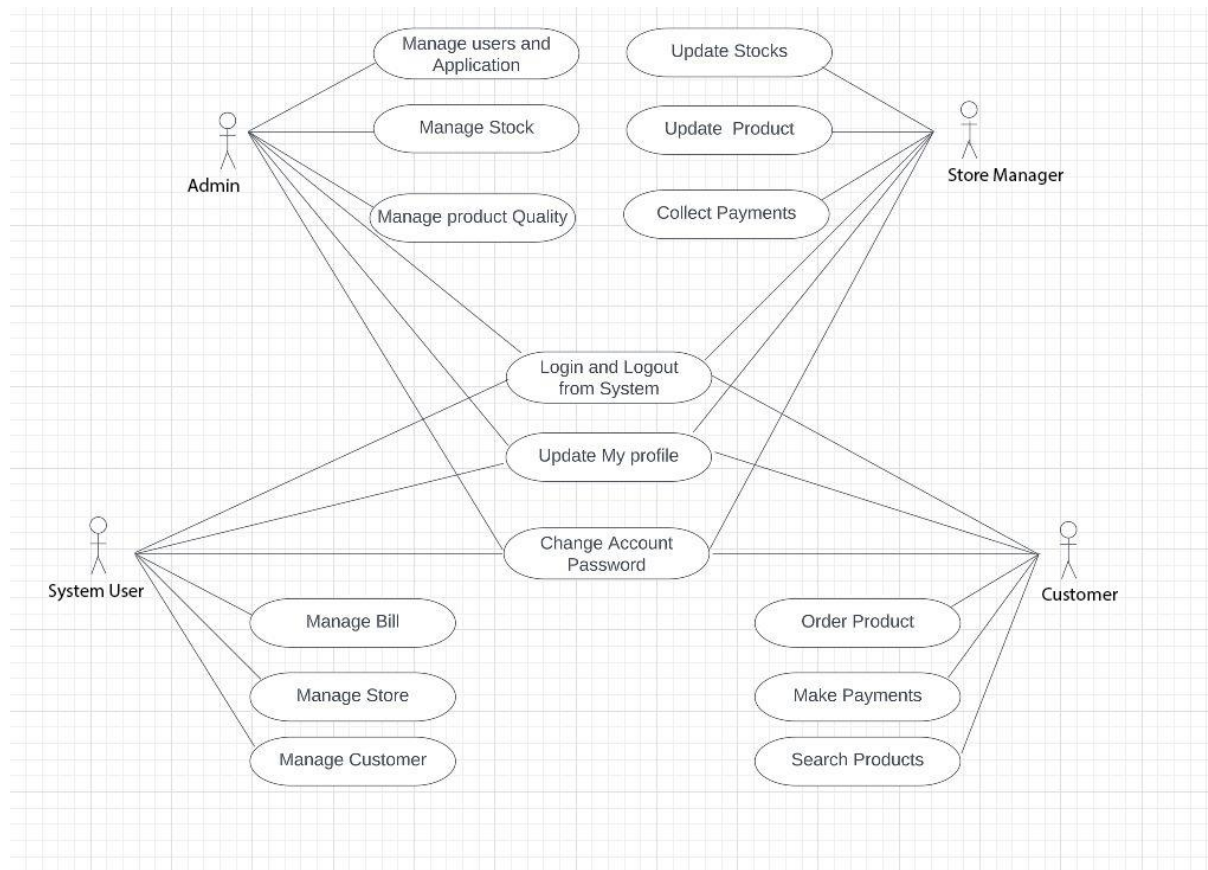 Manage users and
Application
Update Stocks
Manage Stock
Update Product
Admin
Store Manager
Manage product Quality
Collect Payments
Login and Logout
from System
Update My profile
Change Account
Password
System User
Customer
Manage Bill
Order Product
Manage Store
Make Payments
Manage Customer
Search Products